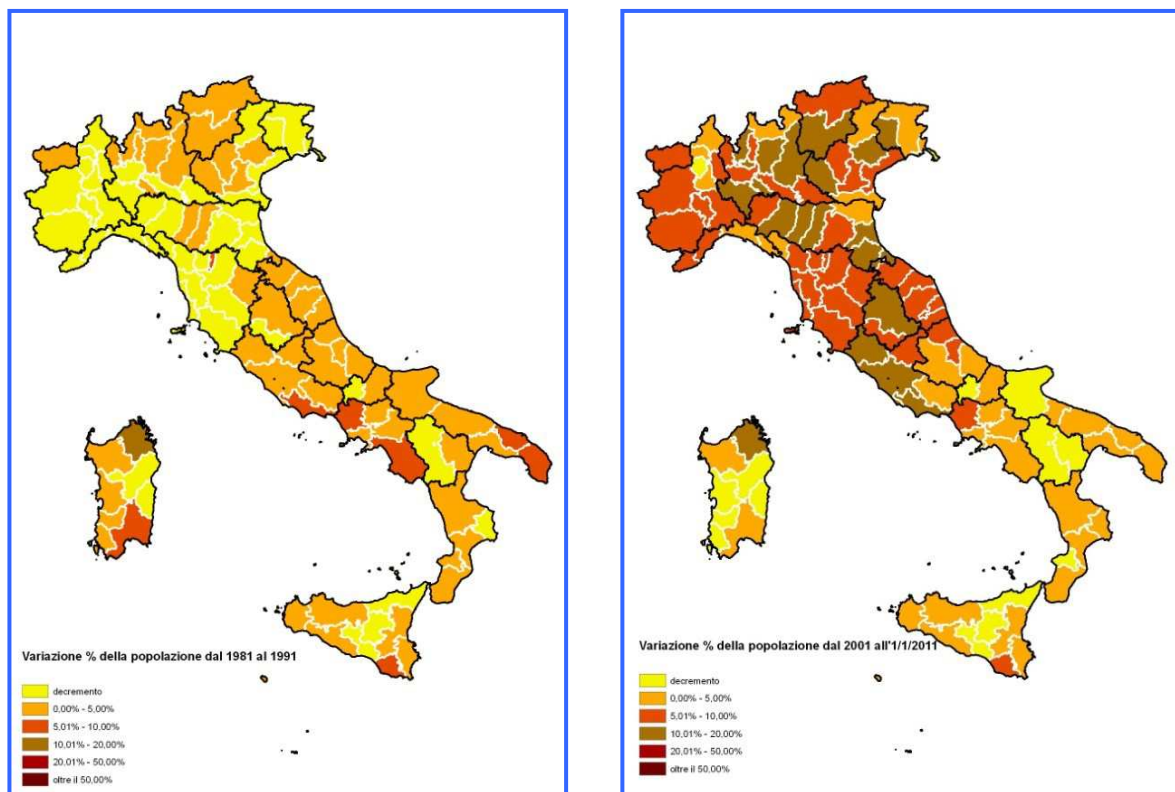 Variazione % della popolazione dal 1981 al 1991
decremento
0,00% - 5,00%
5,01% - 10,00%
10,01% - 20,00%
20,01% - 50,00%
oltre il 50,00%
Variazione % della popolazione dal 2001 all'1/1/2011
decremento
0,00% - 5,00%
5,01% - 10,00%
10,01% - 20,00%
20,01% - 50,00%
oltre il 50,00%